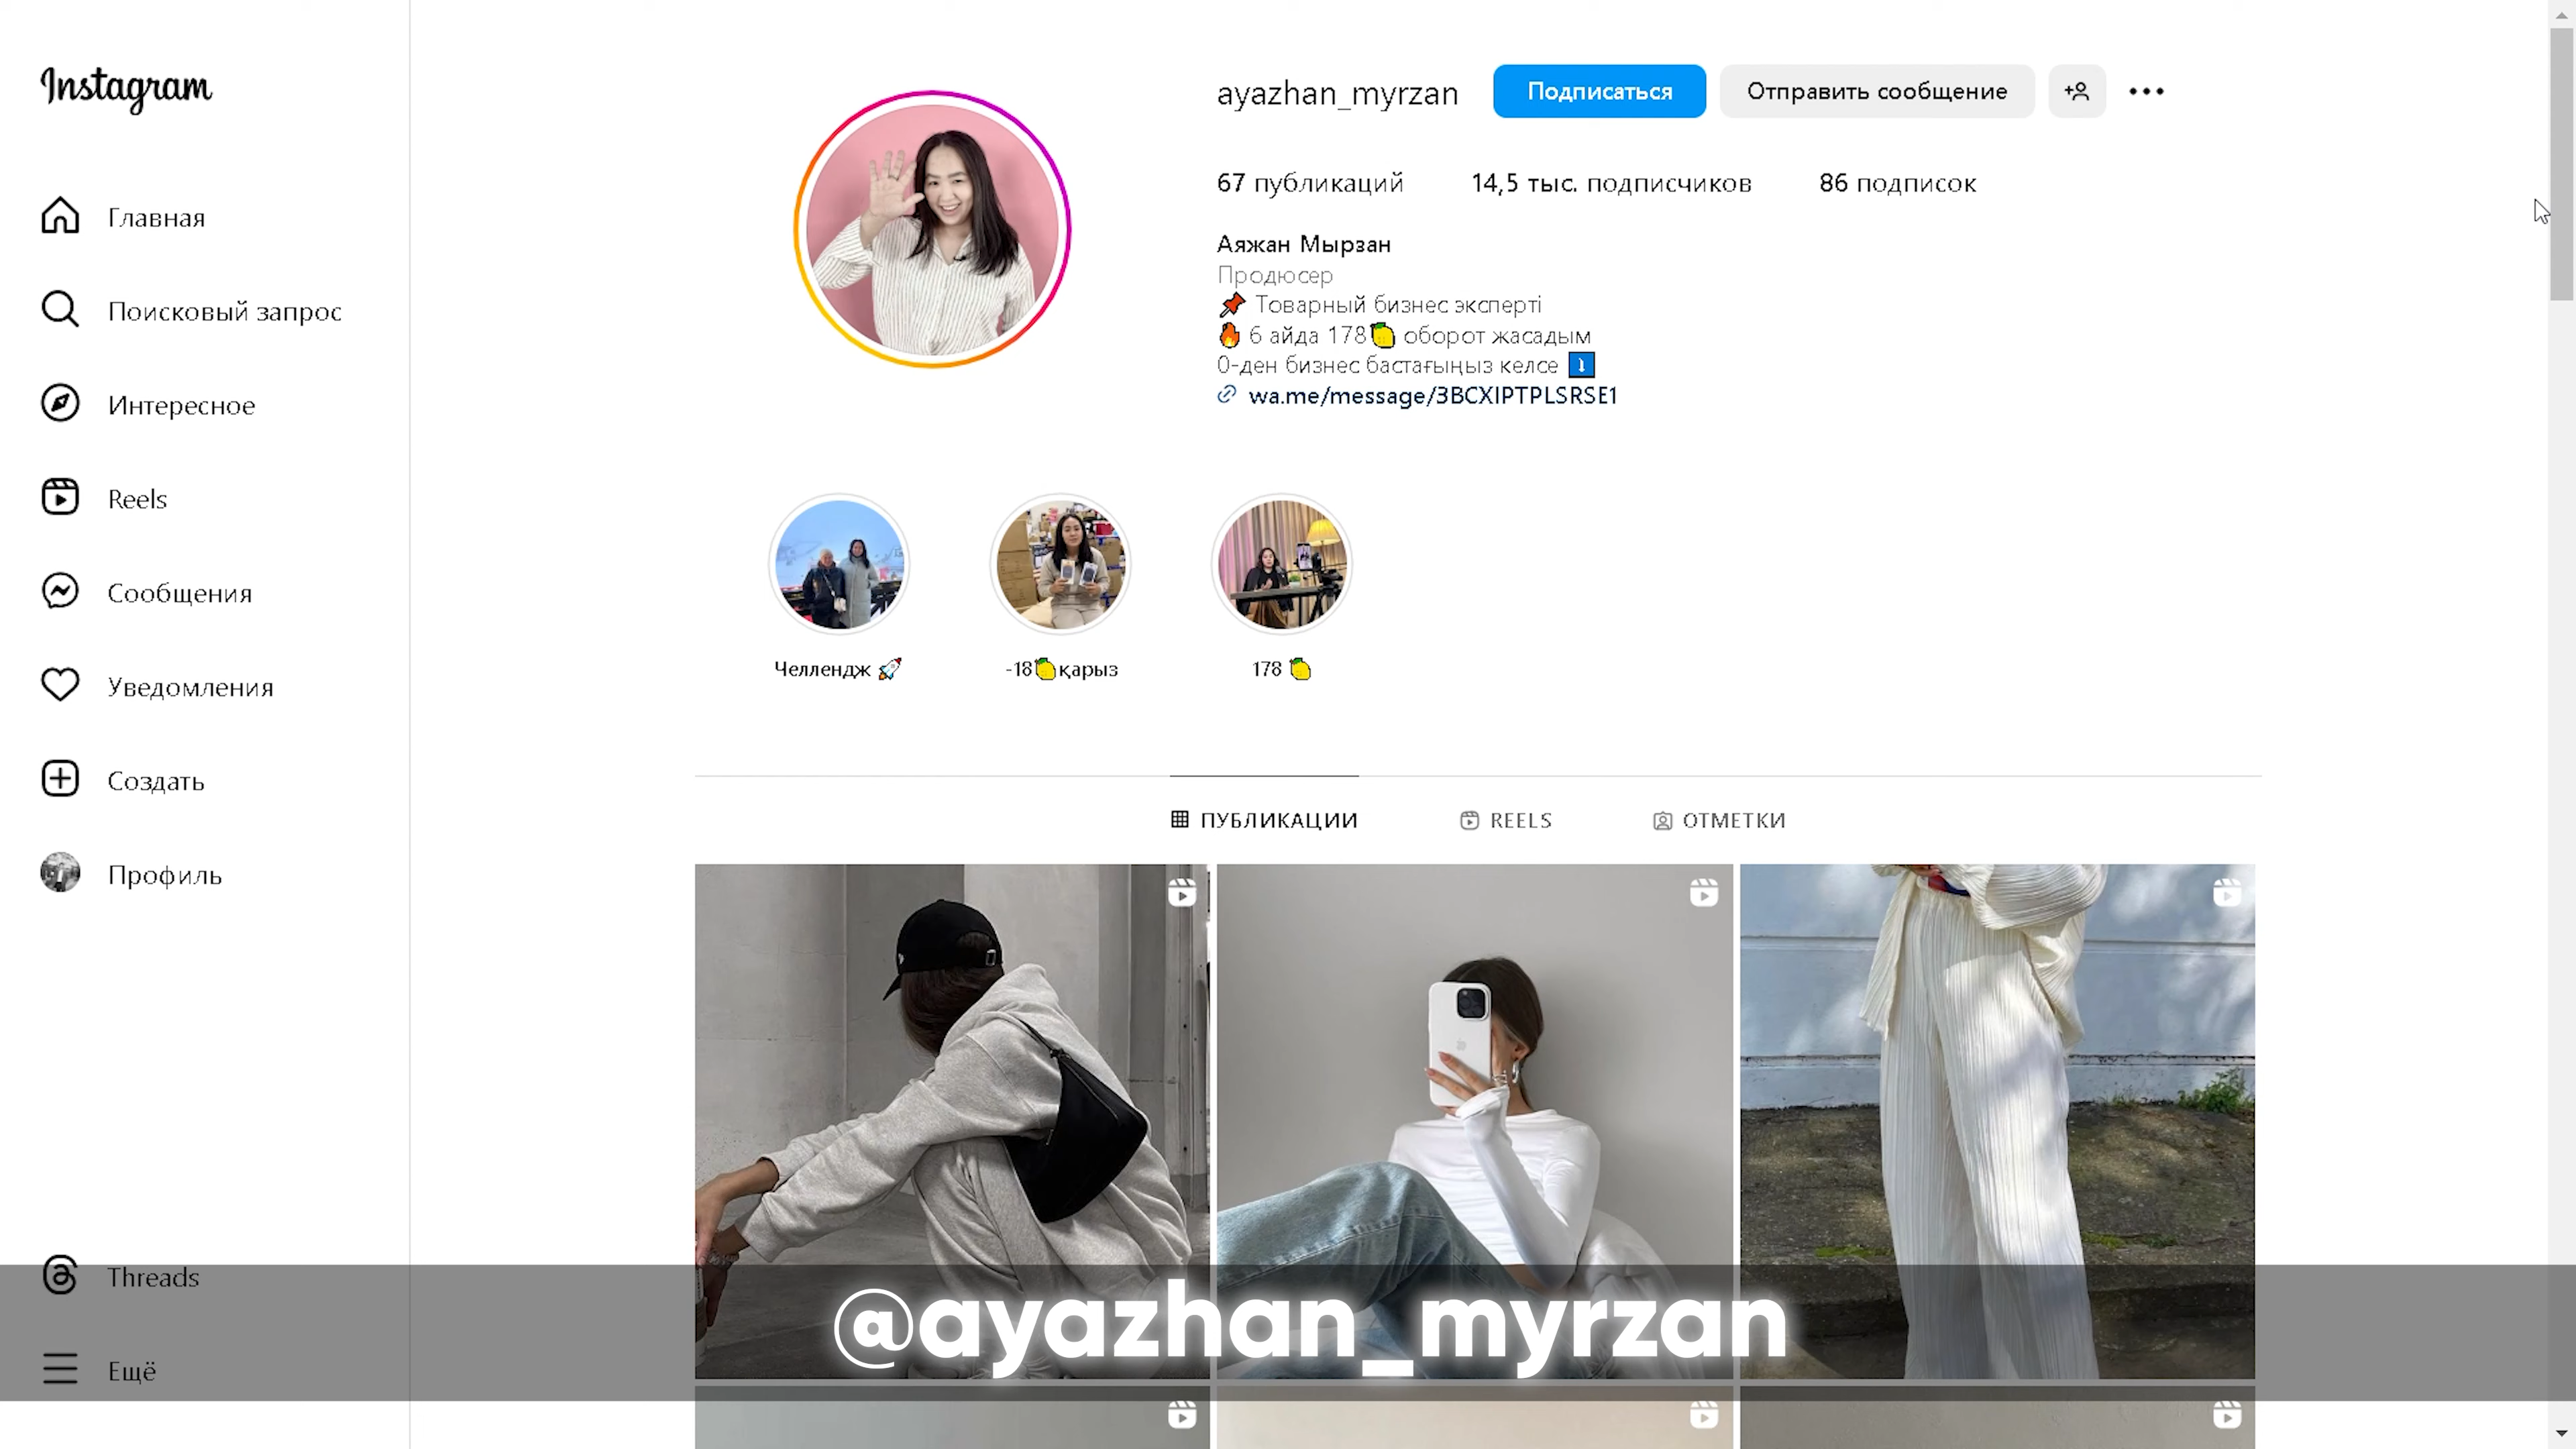 Instagram
Главная
Поисковый запрос
Интересное
Reels
Сообщения
Уведомления
Создать
Профиль
Threads
Ещё
ayazhan_myrzan
Подписаться
Отправить сообщение
67 публикаций
14,5 тыс. подписчиков
86 подписок
Аяжан Мырзан
Продюсер
📌 Товарный бизнес эксперті
🔥 6 айда 178🍋 оборот жасадым
0-ден бизнес бастағыңыз келсе ⤵️
wa.me/message/3BCXIPTPLSRSE1
Челлендж 🚀
-18🍋қарыз
178 🍋
ПУБЛИКАЦИИ
REELS
ОТМЕТКИ
@ayazhan_myrzan